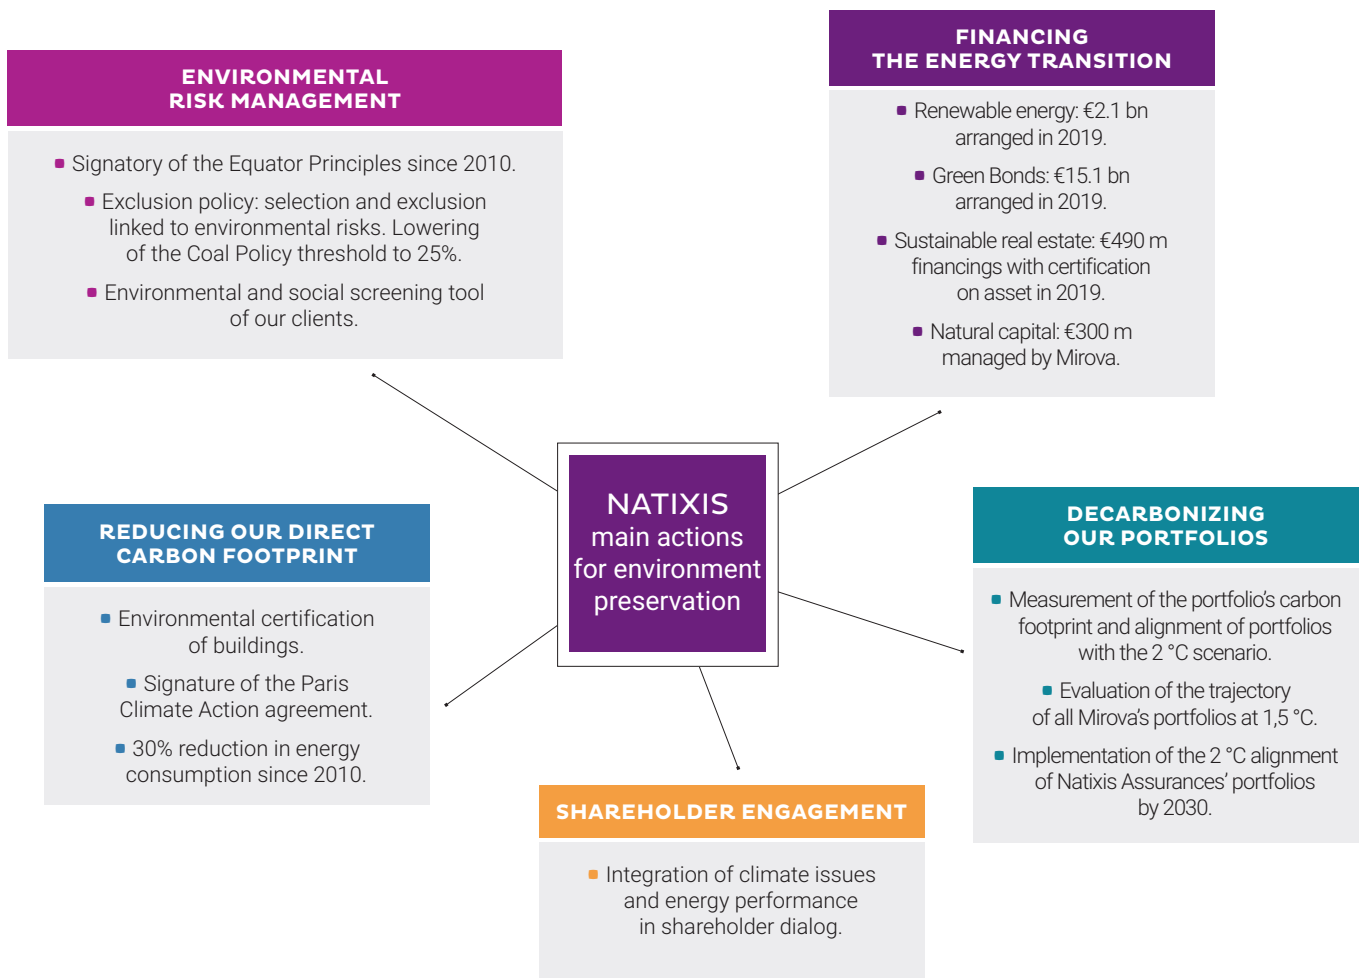 ENVIRONMENTAL
RISK MANAGEMENT
▪ Signatory of the Equator Principles since 2010.
▪ Exclusion policy: selection and exclusion
linked to environmental risks. Lowering
of the Coal Policy threshold to 25%.
▪ Environmental and social screening tool
of our clients.
FINANCING
THE ENERGY TRANSITION
▪ Renewable energy: €2.1 bn
arranged in 2019.
▪ Green Bonds: €15.1 bn
arranged in 2019.
▪ Sustainable real estate: €490 m
financings with certification
on asset in 2019.
▪ Natural capital: €300 m
managed by Mirova.
NATIXIS
main actions
for environment
preservation
REDUCING OUR DIRECT
CARBON FOOTPRINT
▪ Environmental certification
of buildings.
▪ Signature of the Paris
Climate Action agreement.
▪ 30% reduction in energy
consumption since 2010.
DECARBONIZING
OUR PORTFOLIOS
▪ Measurement of the portfolio's carbon
footprint and alignment of portfolios
with the 2 °C scenario.
▪ Evaluation of the trajectory
of all Mirova's portfolios at 1,5 °C.
▪ Implementation of the 2 °C alignment
of Natixis Assurances' portfolios
by 2030.
SHAREHOLDER ENGAGEMENT
▪ Integration of climate issues
and energy performance
in shareholder dialog.